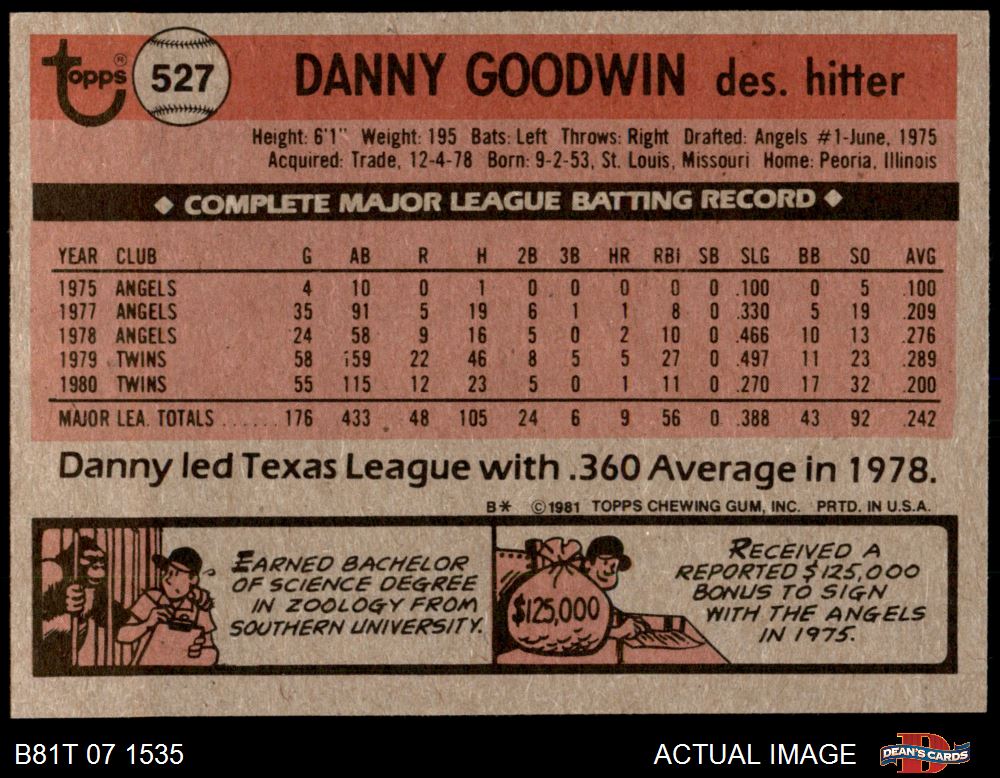 Topps ® 527 DANNY GOODWIN des. hitter
Height: 6'1" Weight: 195 Bats: Left Throws: Right Drafted: Angels #1-June, 1975
Acquired: Trade, 12-4-78 Born: 9-2-53, St. Louis, Missouri Home: Peoria, Illinois
◆ COMPLETE MAJOR LEAGUE BATTING RECORD ◆
YEAR CLUB G AB R H 2B 3B HR RBI SB SLG BB SO AVG
1975 ANGELS 4 10 0 1 0 0 0 0 0 .100 0 5 .100
1977 ANGELS 35 91 5 19 6 1 1 8 0 .330 5 19 .209
1978 ANGELS 24 58 9 16 5 0 2 10 0 .466 10 13 .276
1979 TWINS 58 159 22 46 8 5 5 27 0 .497 11 23 .289
1980 TWINS 55 115 12 23 5 0 1 11 0 .270 17 32 .200
MAJOR LEA. TOTALS ...... 176 433 48 105 24 6 9 56 0 .388 43 92 .242
Danny led Texas League with .360 Average in 1978.
B* ©1981 TOPPS CHEWING GUM, INC. PRTD. IN U.S.A.
EARNED BACHELOR
OF SCIENCE DEGREE
IN ZOOLOGY FROM
SOUTHERN UNIVERSITY.
$125,000
RECEIVED A
REPORTED $125,000
BONUS TO SIGN
WITH THE ANGELS
IN 1975.
B81T 07 1535 ACTUAL IMAGE DEAN'S CARDS